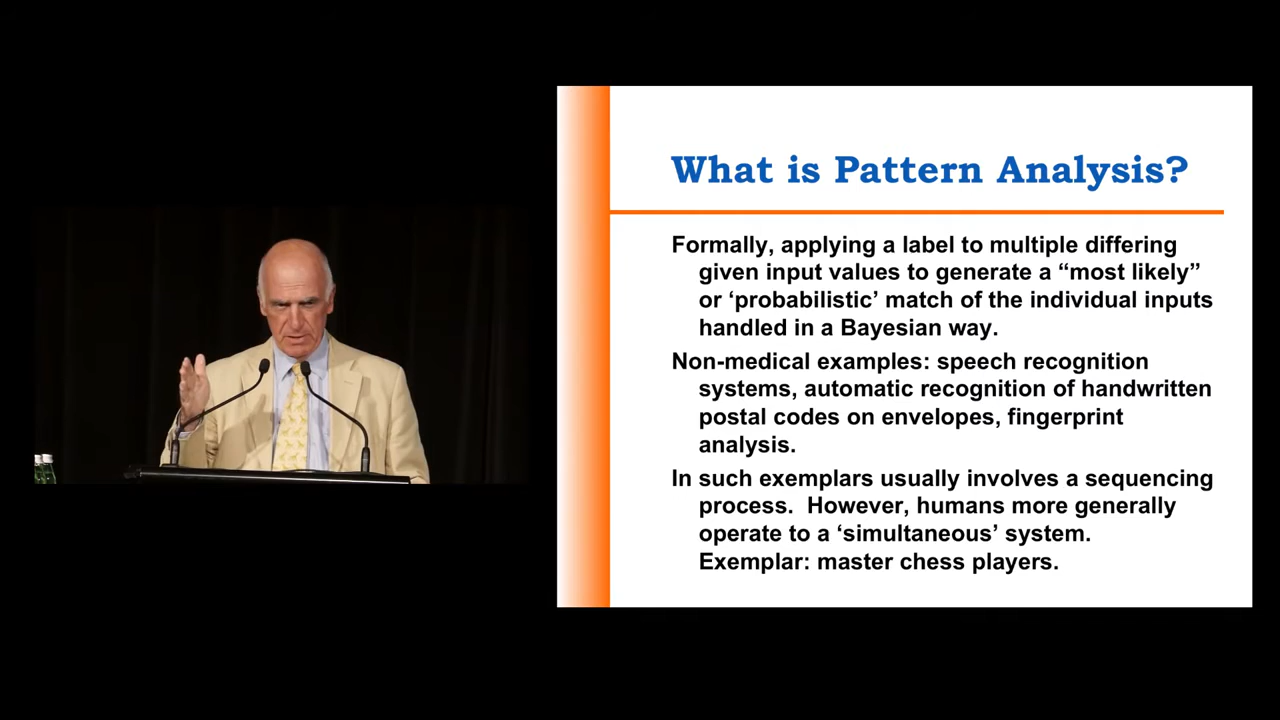 What is Pattern Analysis?
Formally, applying a label to multiple differing
given input values to generate a “most likely”
or ‘probabilistic’ match of the individual inputs
handled in a Bayesian way.
Non-medical examples: speech recognition
systems, automatic recognition of handwritten
postal codes on envelopes, fingerprint
analysis.
In such exemplars usually involves a sequencing
process.  However, humans more generally
operate to a ‘simultaneous’ system.
Exemplar: master chess players.